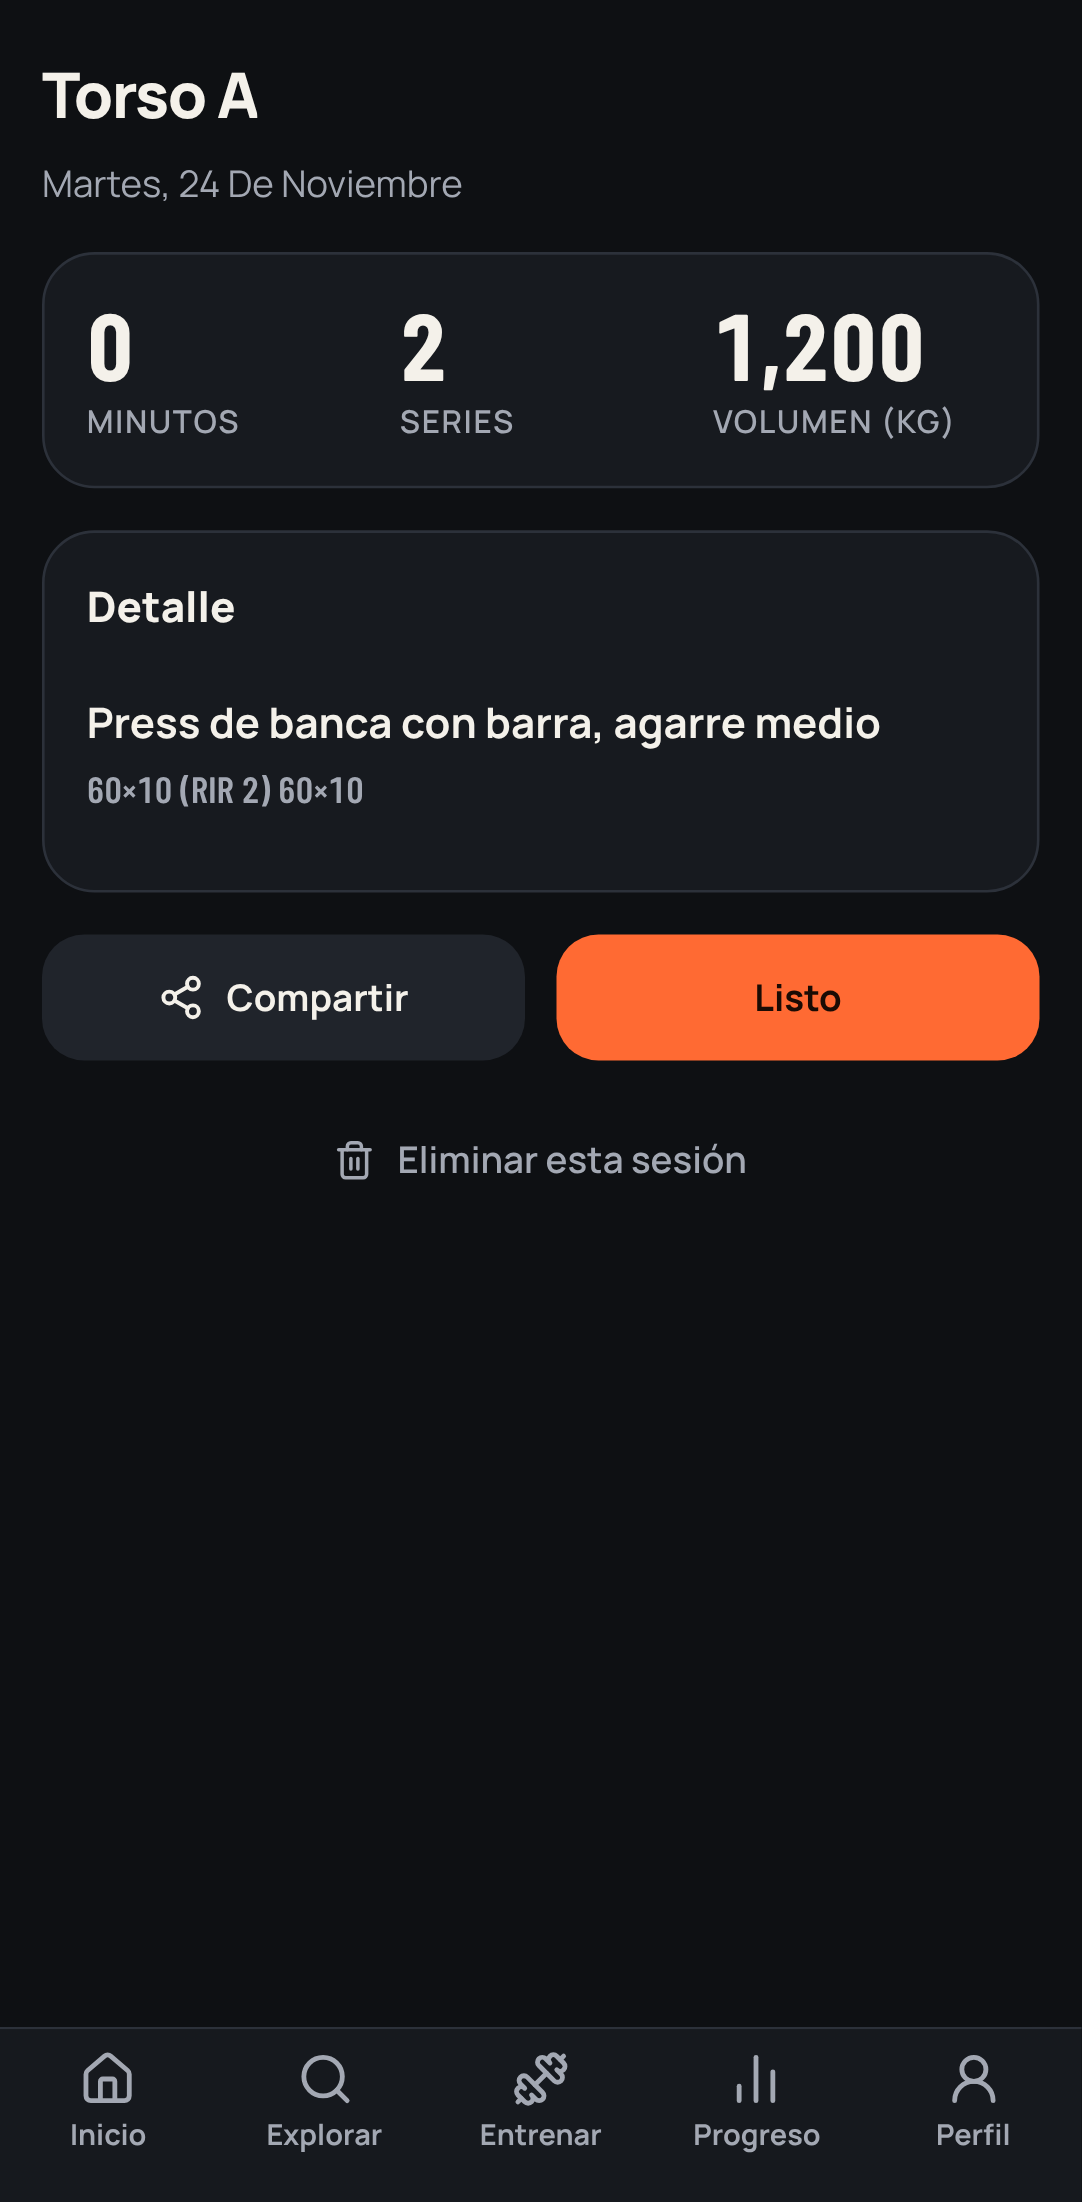 Torso A
Martes, 24 De Noviembre
0 2 1,200
MINUTOS SERIES VOLUMEN (KG)
Detalle
Press de banca con barra, agarre medio
60×10 (RIR 2) 60×10
Compartir Listo
Eliminar esta sesión
Inicio Explorar Entrenar Progreso Perfil